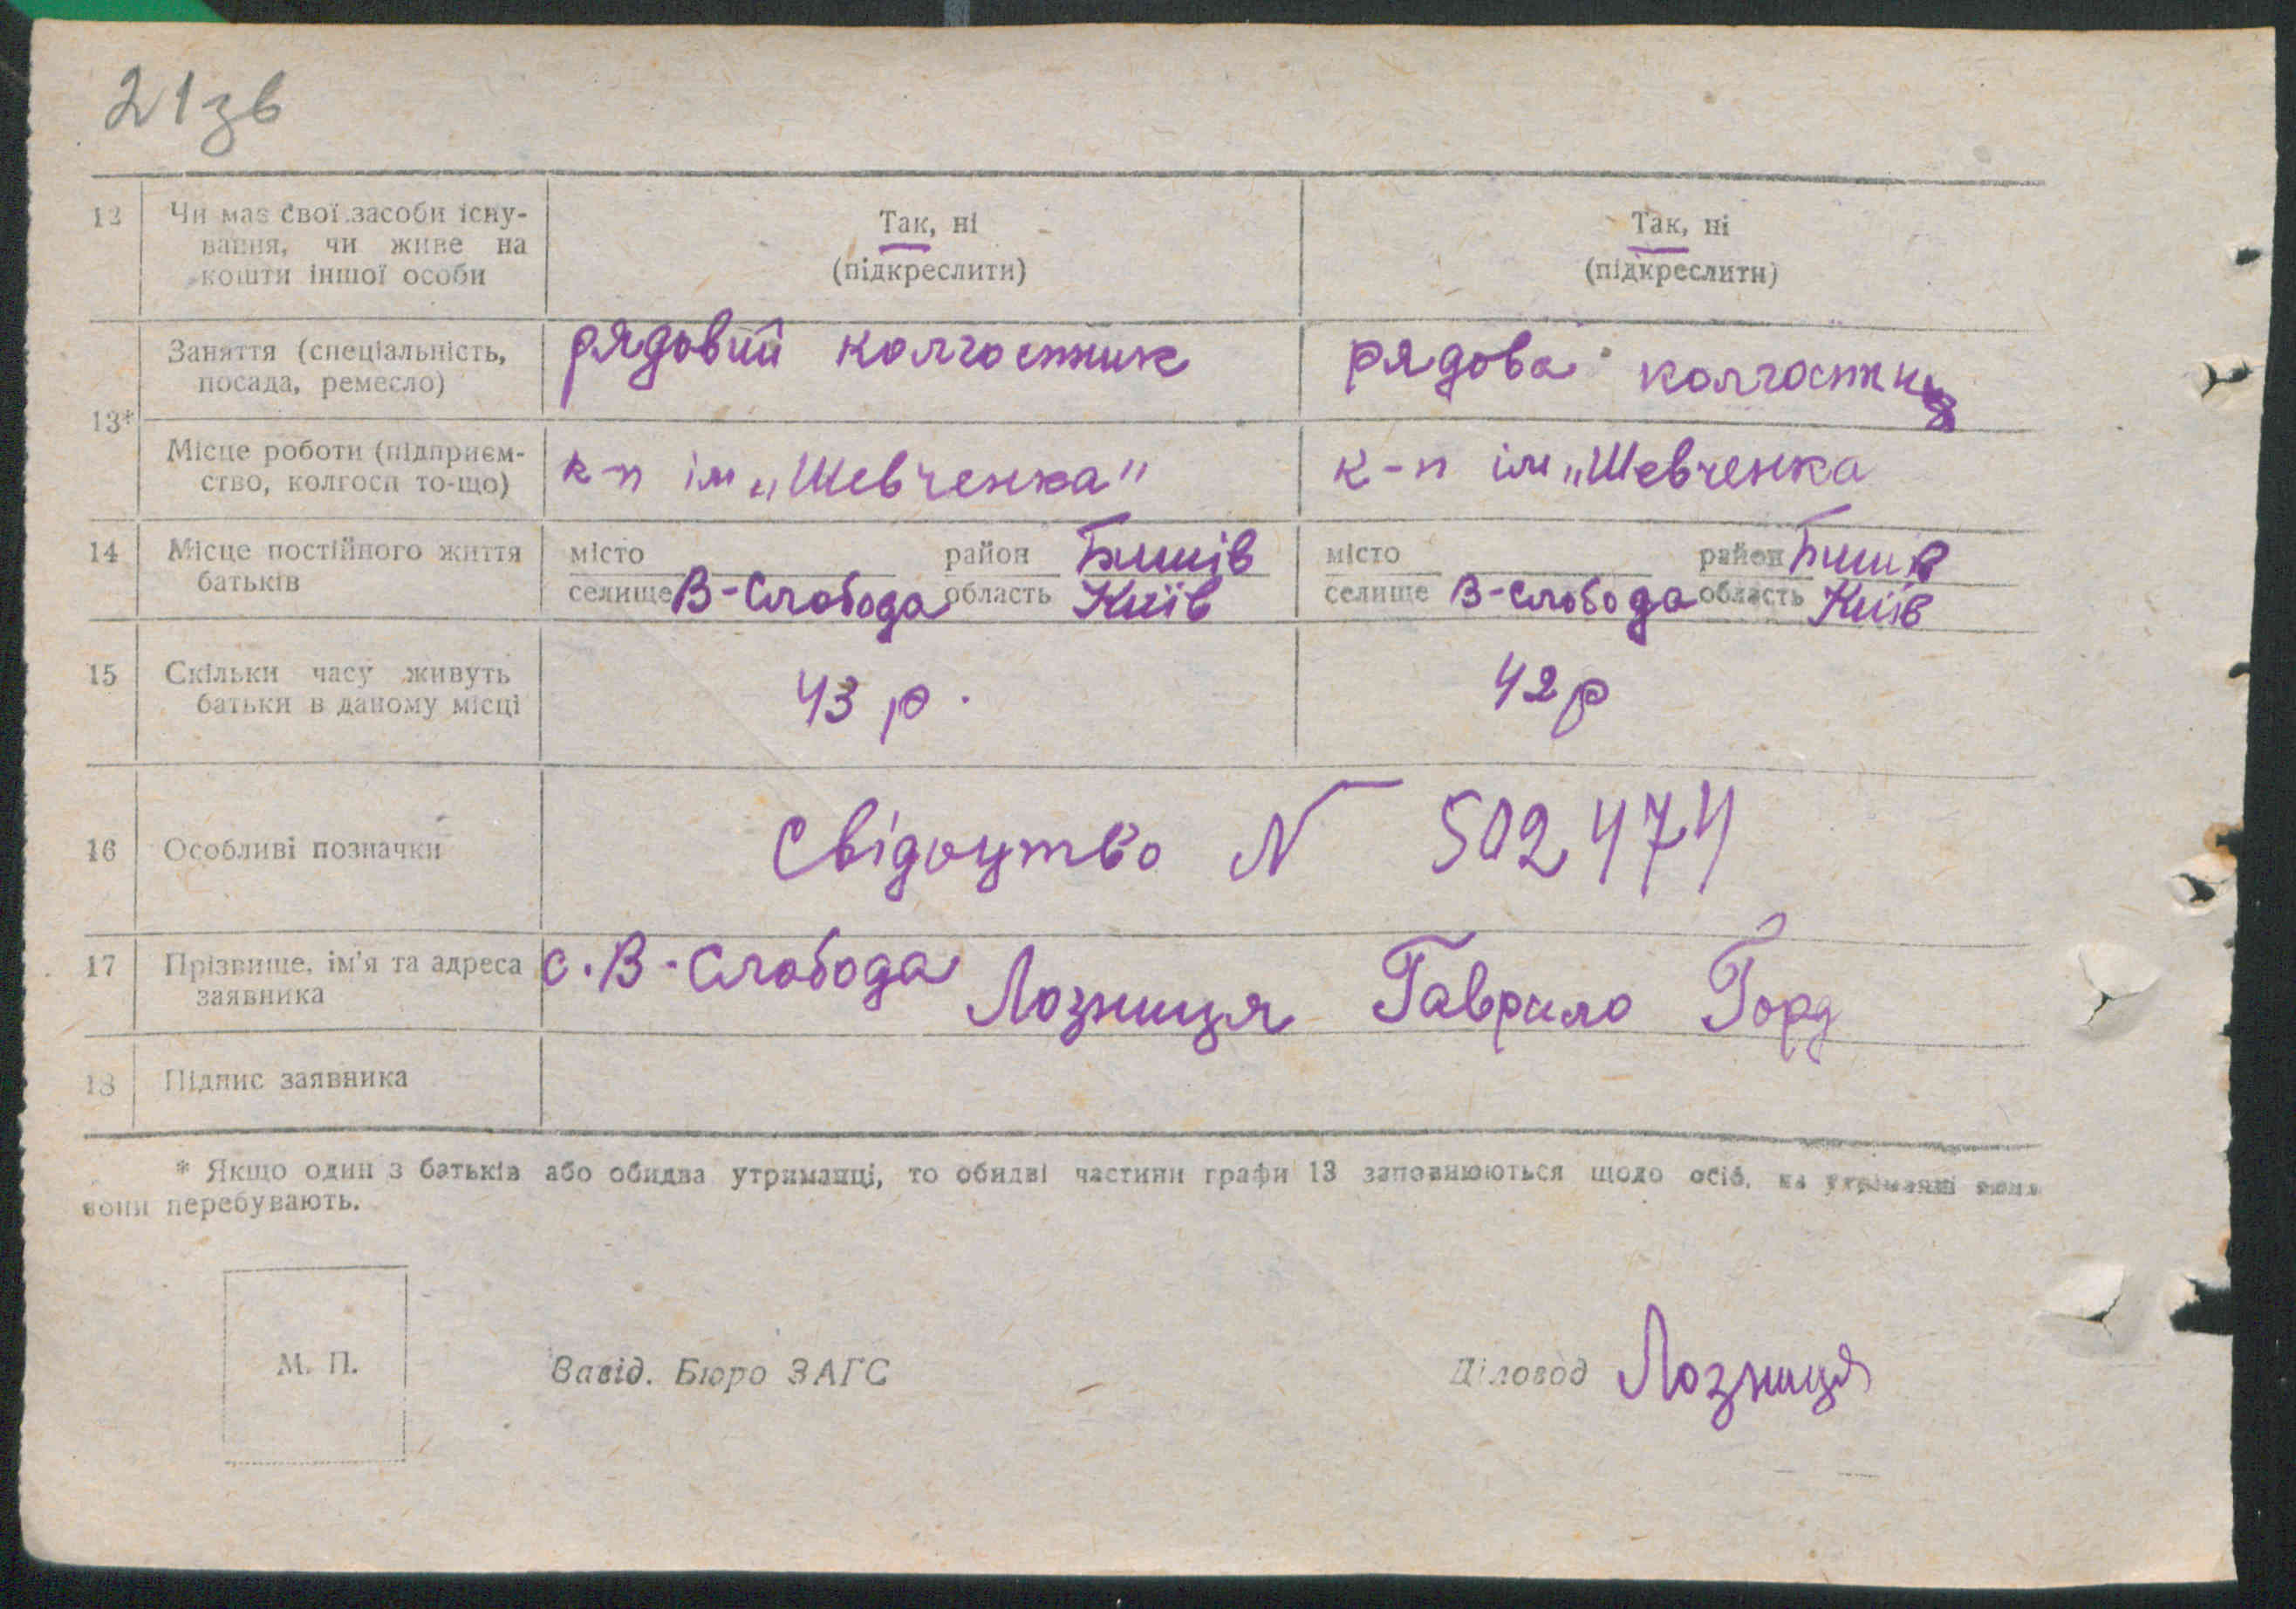 21зв
12 Чи має свої засоби існу- Так, ні Так, ні
вання, чи живе на (підкреслити) (підкреслити)
кошти іншої особи
13* Заняття (спеціальність, рядовий колгоспник рядова колгоспниця
посада, ремесло)
Місце роботи (підприєм- к-п ім „Шевченка" к-п ім „Шевченка
ство, колгосп то-що)
14 Місце постійного життя місто район Бишів місто район Бишів
батьків селище В-Слобода область Київ селище В-Слобода область Київ
15 Скільки часу живуть 43 р. 42 р
батьки в даному місці
16 Особливі позначки Свідоцтво N 502474
17 Прізвище, ім'я та адреса с. В-Слобода Лозниця Гаврило Горд
заявника
18 Підпис заявника
* Якщо один з батьків або обидва утриманці, то обидві частини графи 13 заповнюються щодо осіб, на утриманні яких
вони перебувають.
М. П. Завід. Бюро ЗАГС Діловод Лозниця